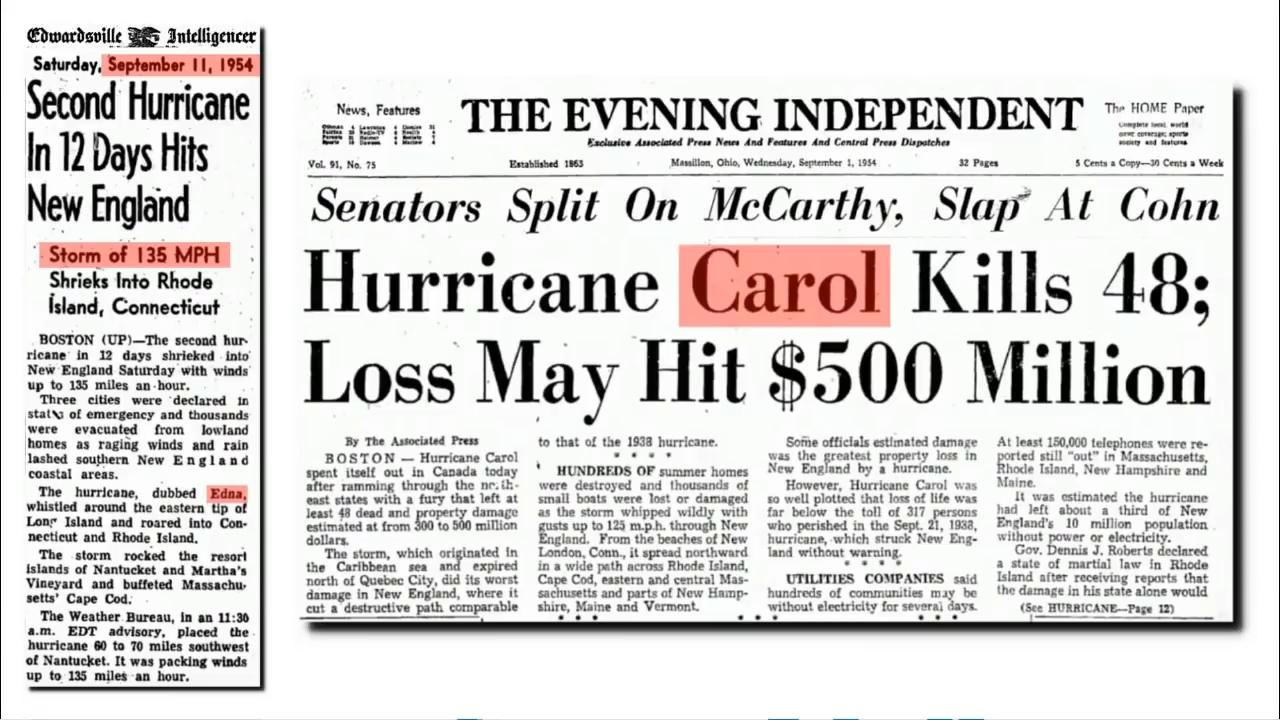 Edwardsville Intelligencer
Saturday, September 11, 1954
Second Hurricane
In 12 Days Hits
New England
Storm of 135 MPH
Shrieks Into Rhode
Island, Connecticut
BOSTON (UP)—The second hur-
ricane in 12 days shrieked into
New England Saturday with winds
up to 135 miles an hour.
Three cities were declared in
state of emergency and thousands
were evacuated from lowland
homes as raging winds and rain
lashed southern New England
coastal areas.
The hurricane, dubbed Edna,
whistled around the eastern tip of
Long Island and roared into Con-
necticut and Rhode Island.
The storm rocked the resort
islands of Nantucket and Martha's
Vineyard and buffeted Massachu-
setts' Cape Cod.
The Weather Bureau, in an 11:30
a.m. EDT advisory, placed the
hurricane 60 to 70 miles southwest
of Nantucket. It was packing winds
up to 135 miles an hour.
News, Features
THE EVENING INDEPENDENT
Exclusive Associated Press News And Features And Central Press Dispatches
The HOME Paper
Complete local, world
news coverage; sports
society and features.
Vol. 91, No. 75
Established 1863
Massillon, Ohio, Wednesday, September 1, 1954
32 Pages
5 Cents a Copy—30 Cents a Week
Senators Split On McCarthy, Slap At Cohn
Hurricane Carol Kills 48;
Loss May Hit $500 Million
By The Associated Press
BOSTON — Hurricane Carol
spent itself out in Canada today
after ramming through the north-
east states with a fury that left at
least 48 dead and property damage
estimated at from 300 to 500 million
dollars.
The storm, which originated in
the Caribbean sea and expired
north of Quebec City, did its worst
damage in New England, where it
cut a destructive path comparable
to that of the 1938 hurricane.
* * * *
HUNDREDS OF summer homes
were destroyed and thousands of
small boats were lost or damaged
as the storm whipped wildly with
gusts up to 125 m.p.h. through New
England. From the beaches of New
London, Conn., it spread northward
in a wide path across Rhode Island,
Cape Cod, eastern and central Mas-
sachusetts and parts of New Hamp-
shire, Maine and Vermont.
Some officials estimated damage
was the greatest property loss in
New England by a hurricane.
However, Hurricane Carol was
so well plotted that loss of life was
far below the toll of 317 persons
who perished in the Sept. 21, 1938,
hurricane, which struck New Eng-
land without warning.
* * * *
UTILITIES COMPANIES said
hundreds of communities may be
without electricity for several days.
At least 150,000 telephones were re-
ported still "out" in Massachusetts,
Rhode Island, New Hampshire and
Maine.
It was estimated the hurricane
had left about a third of New
England's 10 million population
without power or electricity.
Gov. Dennis J. Roberts declared
a state of martial law in Rhode
Island after receiving reports that
the damage in his state alone would
(See HURRICANE—Page 12)